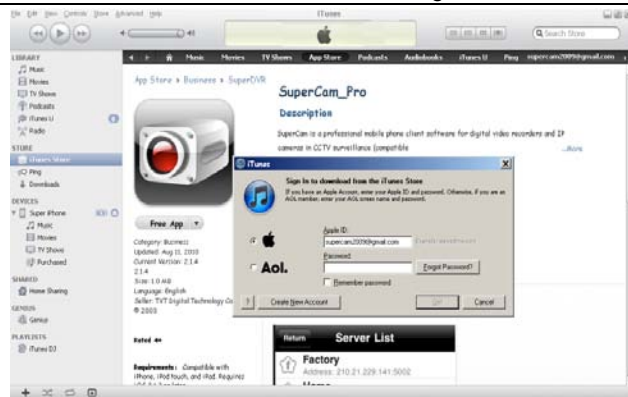 File Edit View Controls Store Advanced Help
iTunes
Search Store
LIBRARY
Music
Movies
TV Shows
Podcasts
iTunes U
Radio
STORE
iTunes Store
Ping
Downloads
DEVICES
Super iPhone
Music
Movies
TV Shows
Purchased
SHARED
Home Sharing
GENIUS
Genius
PLAYLISTS
iTunes DJ
Music Movies TV Shows App Store Podcasts Audiobooks iTunes U Ping supercam2009@gmail.com
App Store Business SuperDVR
SuperCam_Pro
Description
SuperCam is a professional mobile phone client software for digital video recorders and IP
cameras in CCTV surveillance (compatible
...More
Free App
Category: Business
Updated: Aug 11, 2010
Current Version: 2.1.4
2.1.4
Size: 1.0 MB
Language: English
Seller: TVT Digital Technology Co
Rated 4+
Requirements: Compatible with
iPhone, iPod touch, and iPad. Requires
iTunes
Sign In to download from the iTunes Store
If you have an Apple Account, enter your Apple ID and password. Otherwise, if you are an
AOL member, enter your AOL screen name and password.
Apple ID:
supercam2009@gmail.com
Aol.
Password:
Forgot Password?
Remember password
? Create New Account Cancel
Return Server List
Factory
Address: 210.21.229.141:5002